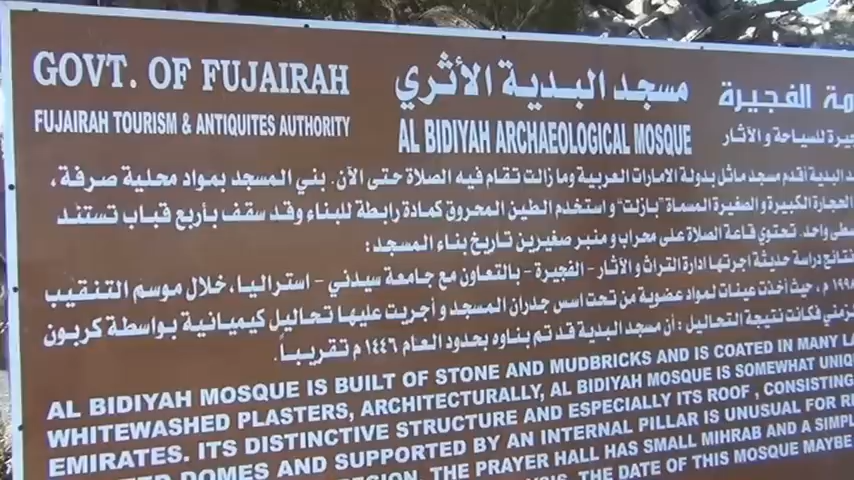 GOVT. OF FUJAIRAH
مسجد البدية الأثري
مة الفجيرة
FUJAIRAH TOURISM & ANTIQUITES AUTHORITY
AL BIDIYAH ARCHAEOLOGICAL MOSQUE
جيرة للسياحة و الآثار
البدية أقدم مسجد ماثل بدولة الامارات العربية وما زالت تقام فيه الصلاة حتى الآن. بني المسجد بمواد محلية صرفة،
الحجارة الكبيرة و الصغيرة المسماة "بازلت" و استخدم الطين المحروق كمادة رابطة للبناء وقد سقف بأربع قباب تستند
واحد. تحتوي قاعة الصلاة على محراب و منبر صغيرين تاريخ بناء المسجد:
نتائج دراسة حديثة اجرتها ادارة التراث و الآثار - الفجيرة - بالتعاون مع جامعة سيدني - استراليا، خلال موسم التنقيب
م، حيث أخذت عينات لمواد عضوية من تحت اسس جدران المسجد و أجريت عليها تحاليل كيميائية بواسطة كربون
فكانت نتيجة التحاليل: أن مسجد البدية قد تم بناوه بحدود العام ١٤٤٦ م تقريباً.
AL BIDIYAH MOSQUE IS BUILT OF STONE AND MUDBRICKS AND IS COATED IN MANY LA
WHITEWASHED PLASTERS, ARCHITECTURALLY, AL BIDIYAH MOSQUE IS SOMEWHAT UNIQ
EMIRATES. ITS DISTINCTIVE STRUCTURE AND ESPECIALLY ITS ROOF, CONSISTING
DOMES AND SUPPORTED BY AN INTERNAL PILLAR IS UNUSUAL FOR
THE PRAYER HALL HAS SMALL MIHRAB AND A SIMPL
THE DATE OF THIS MOSQUE MAYBE